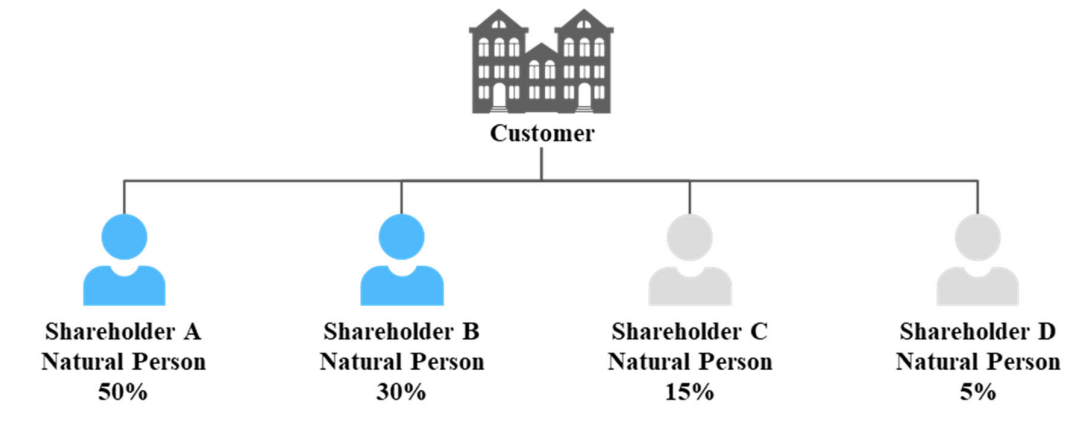 Customer
Shareholder A
Natural Person
50%
Shareholder B
Natural Person
30%
Shareholder C
Natural Person
15%
Shareholder D
Natural Person
5%